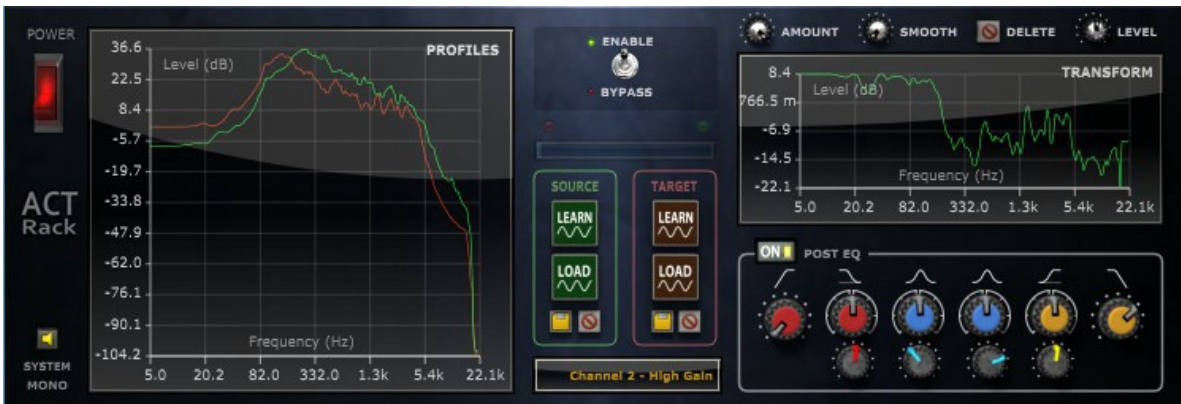 POWER
ACT
Rack
SYSTEM
MONO
PROFILES
Level (dB)
36.6
22.5
8.4
-5.7
-19.7
-33.8
-47.9
-62.0
-76.1
-90.1
-104.2
Frequency (Hz)
5.0 20.2 82.0 332.0 1.3k 5.4k 22.1k
ENABLE
BYPASS
SOURCE
LEARN
LOAD
TARGET
LEARN
LOAD
Channel 2 - High Gain
AMOUNT SMOOTH DELETE LEVEL
TRANSFORM
Level (dB)
8.4
766.5 m
-6.9
-14.5
-22.1
Frequency (Hz)
5.0 20.2 82.0 332.0 1.3k 5.4k 22.1k
ON POST EQ